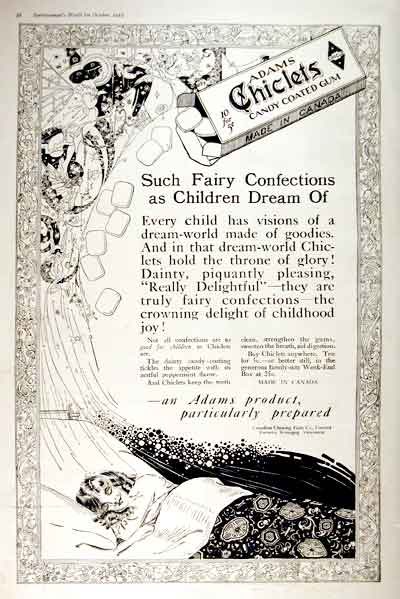 Everywoman's World for October, 1917
ADAMS
Chiclets
CANDY COATED GUM
10 for 5¢
MADE IN CANADA
Such Fairy Confections
as Children Dream Of
Every child has visions of a
dream-world made of goodies.
And in that dream-world Chic-
lets hold the throne of glory!
Dainty, piquantly pleasing,
"Really Delightful"—they are
truly fairy confections—the
crowning delight of childhood
joy!
Not all confections are so
good for children as Chiclets
are.
The dainty candy-coating
tickles the appetite with its
zestful peppermint flavor.
And Chiclets keep the teeth
clean, strengthen the gums,
sweeten the breath, aid digestion.
Buy Chiclets anywhere. Ten
for 5c.—or better still, in the
generous family-size Week-End
Box at 25c.
MADE IN CANADA
—an Adams product,
particularly prepared
Canadian Chewing Gum Co., Limited
Toronto, Winnipeg, Vancouver